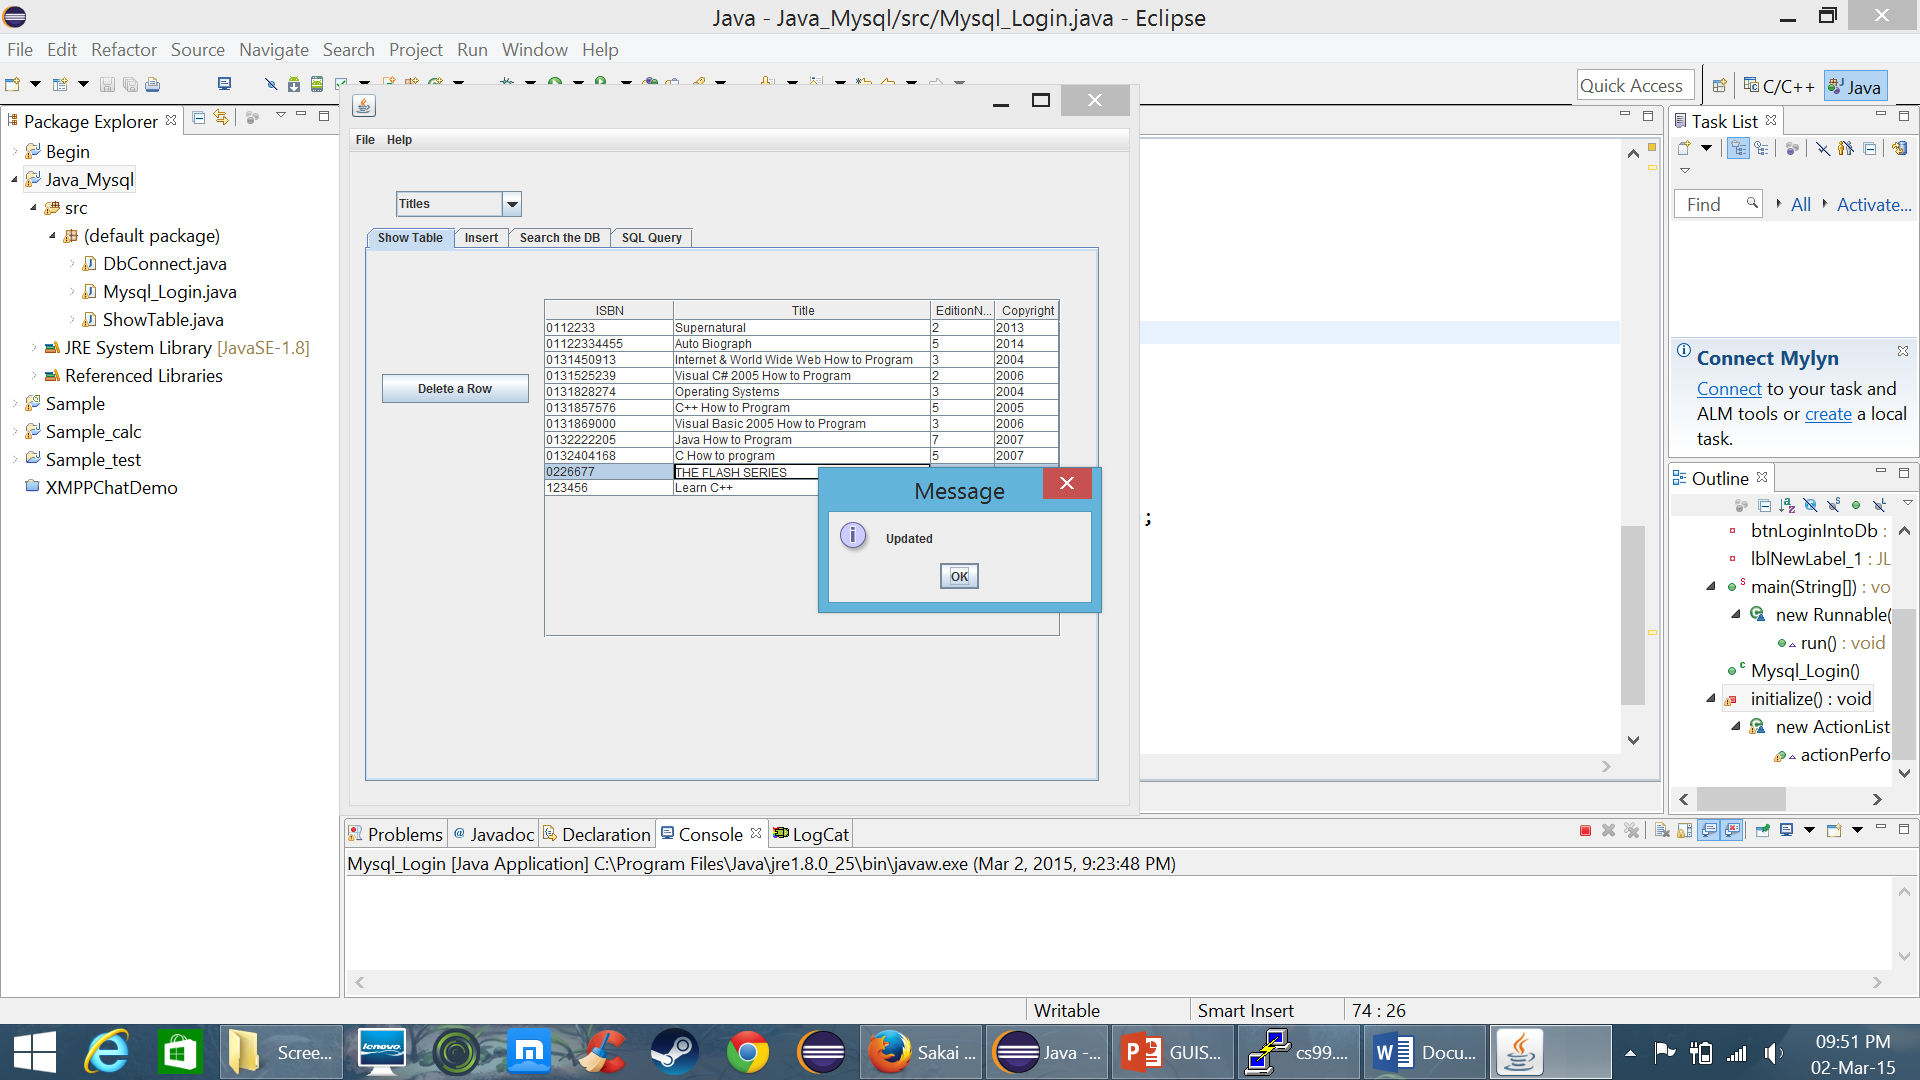 Java - Java_Mysql/src/Mysql_Login.java - Eclipse
File Edit Refactor Source Navigate Search Project Run Window Help
Quick Access
C/C++
Java
Package Explorer
Begin
Java_Mysql
src
(default package)
DbConnect.java
Mysql_Login.java
ShowTable.java
JRE System Library [JavaSE-1.8]
Referenced Libraries
Sample
Sample_calc
Sample_test
XMPPChatDemo
File Help
Titles
Show Table Insert Search the DB SQL Query
Delete a Row
ISBN Title EditionN... Copyright
0112233 Supernatural 2 2013
01122334455 Auto Biograph 5 2014
0131450913 Internet & World Wide Web How to Program 3 2004
0131525239 Visual C# 2005 How to Program 2 2006
0131828274 Operating Systems 3 2004
0131857576 C++ How to Program 5 2005
0131869000 Visual Basic 2005 How to Program 3 2006
0132222205 Java How to Program 7 2007
0132404168 C How to program 5 2007
0226677 THE FLASH SERIES
123456 Learn C++
Message
Updated
OK
;
Task List
Find All Activate...
Connect Mylyn
Connect to your task and
ALM tools or create a local
task.
Outline
btnLoginIntoDb :
lblNewLabel_1 : JL
main(String[]) : vo
new Runnable(
run() : void
Mysql_Login()
initialize() : void
new ActionList
actionPerfo
Problems @ Javadoc Declaration Console LogCat
Mysql_Login [Java Application] C:\Program Files\Java\jre1.8.0_25\bin\javaw.exe (Mar 2, 2015, 9:23:48 PM)
Writable Smart Insert 74 : 26
Scree... lenovo Sakai ... Java -... GUIS... cs99.... Docu...
09:51 PM
02-Mar-15